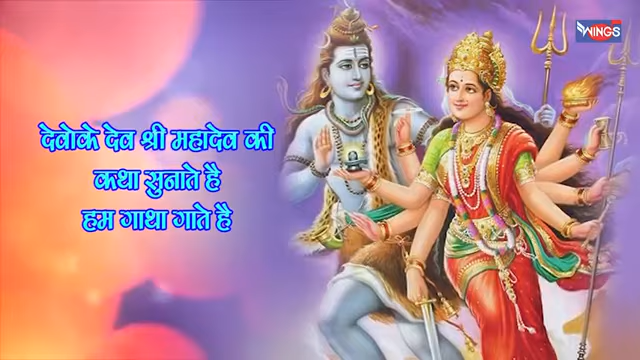 WINGS
देवोके देव श्री महादेव की
कथा सुनाते है
हम गाथा गाते है